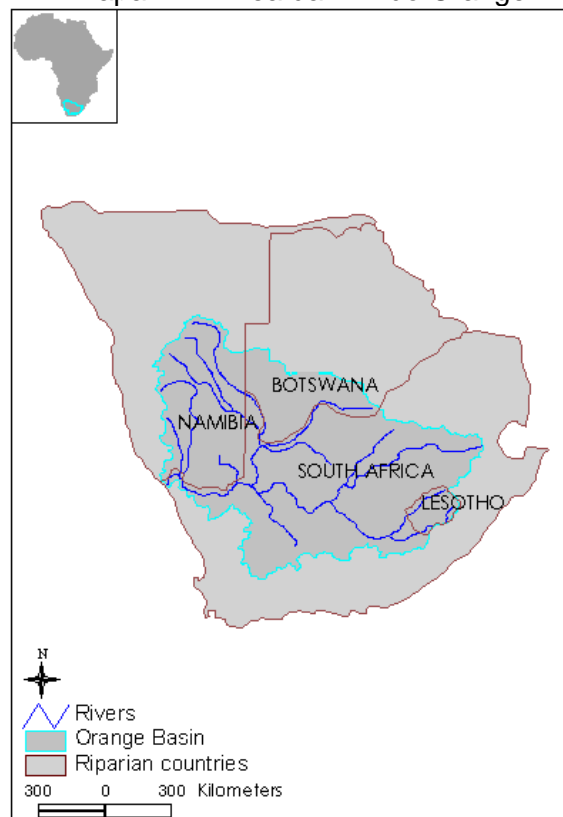 BOTSWANA
NAMIBIA
SOUTH AFRICA
LESOTHO
N
Rivers
Orange Basin
Riparian countries
300 0 300 Kilometers